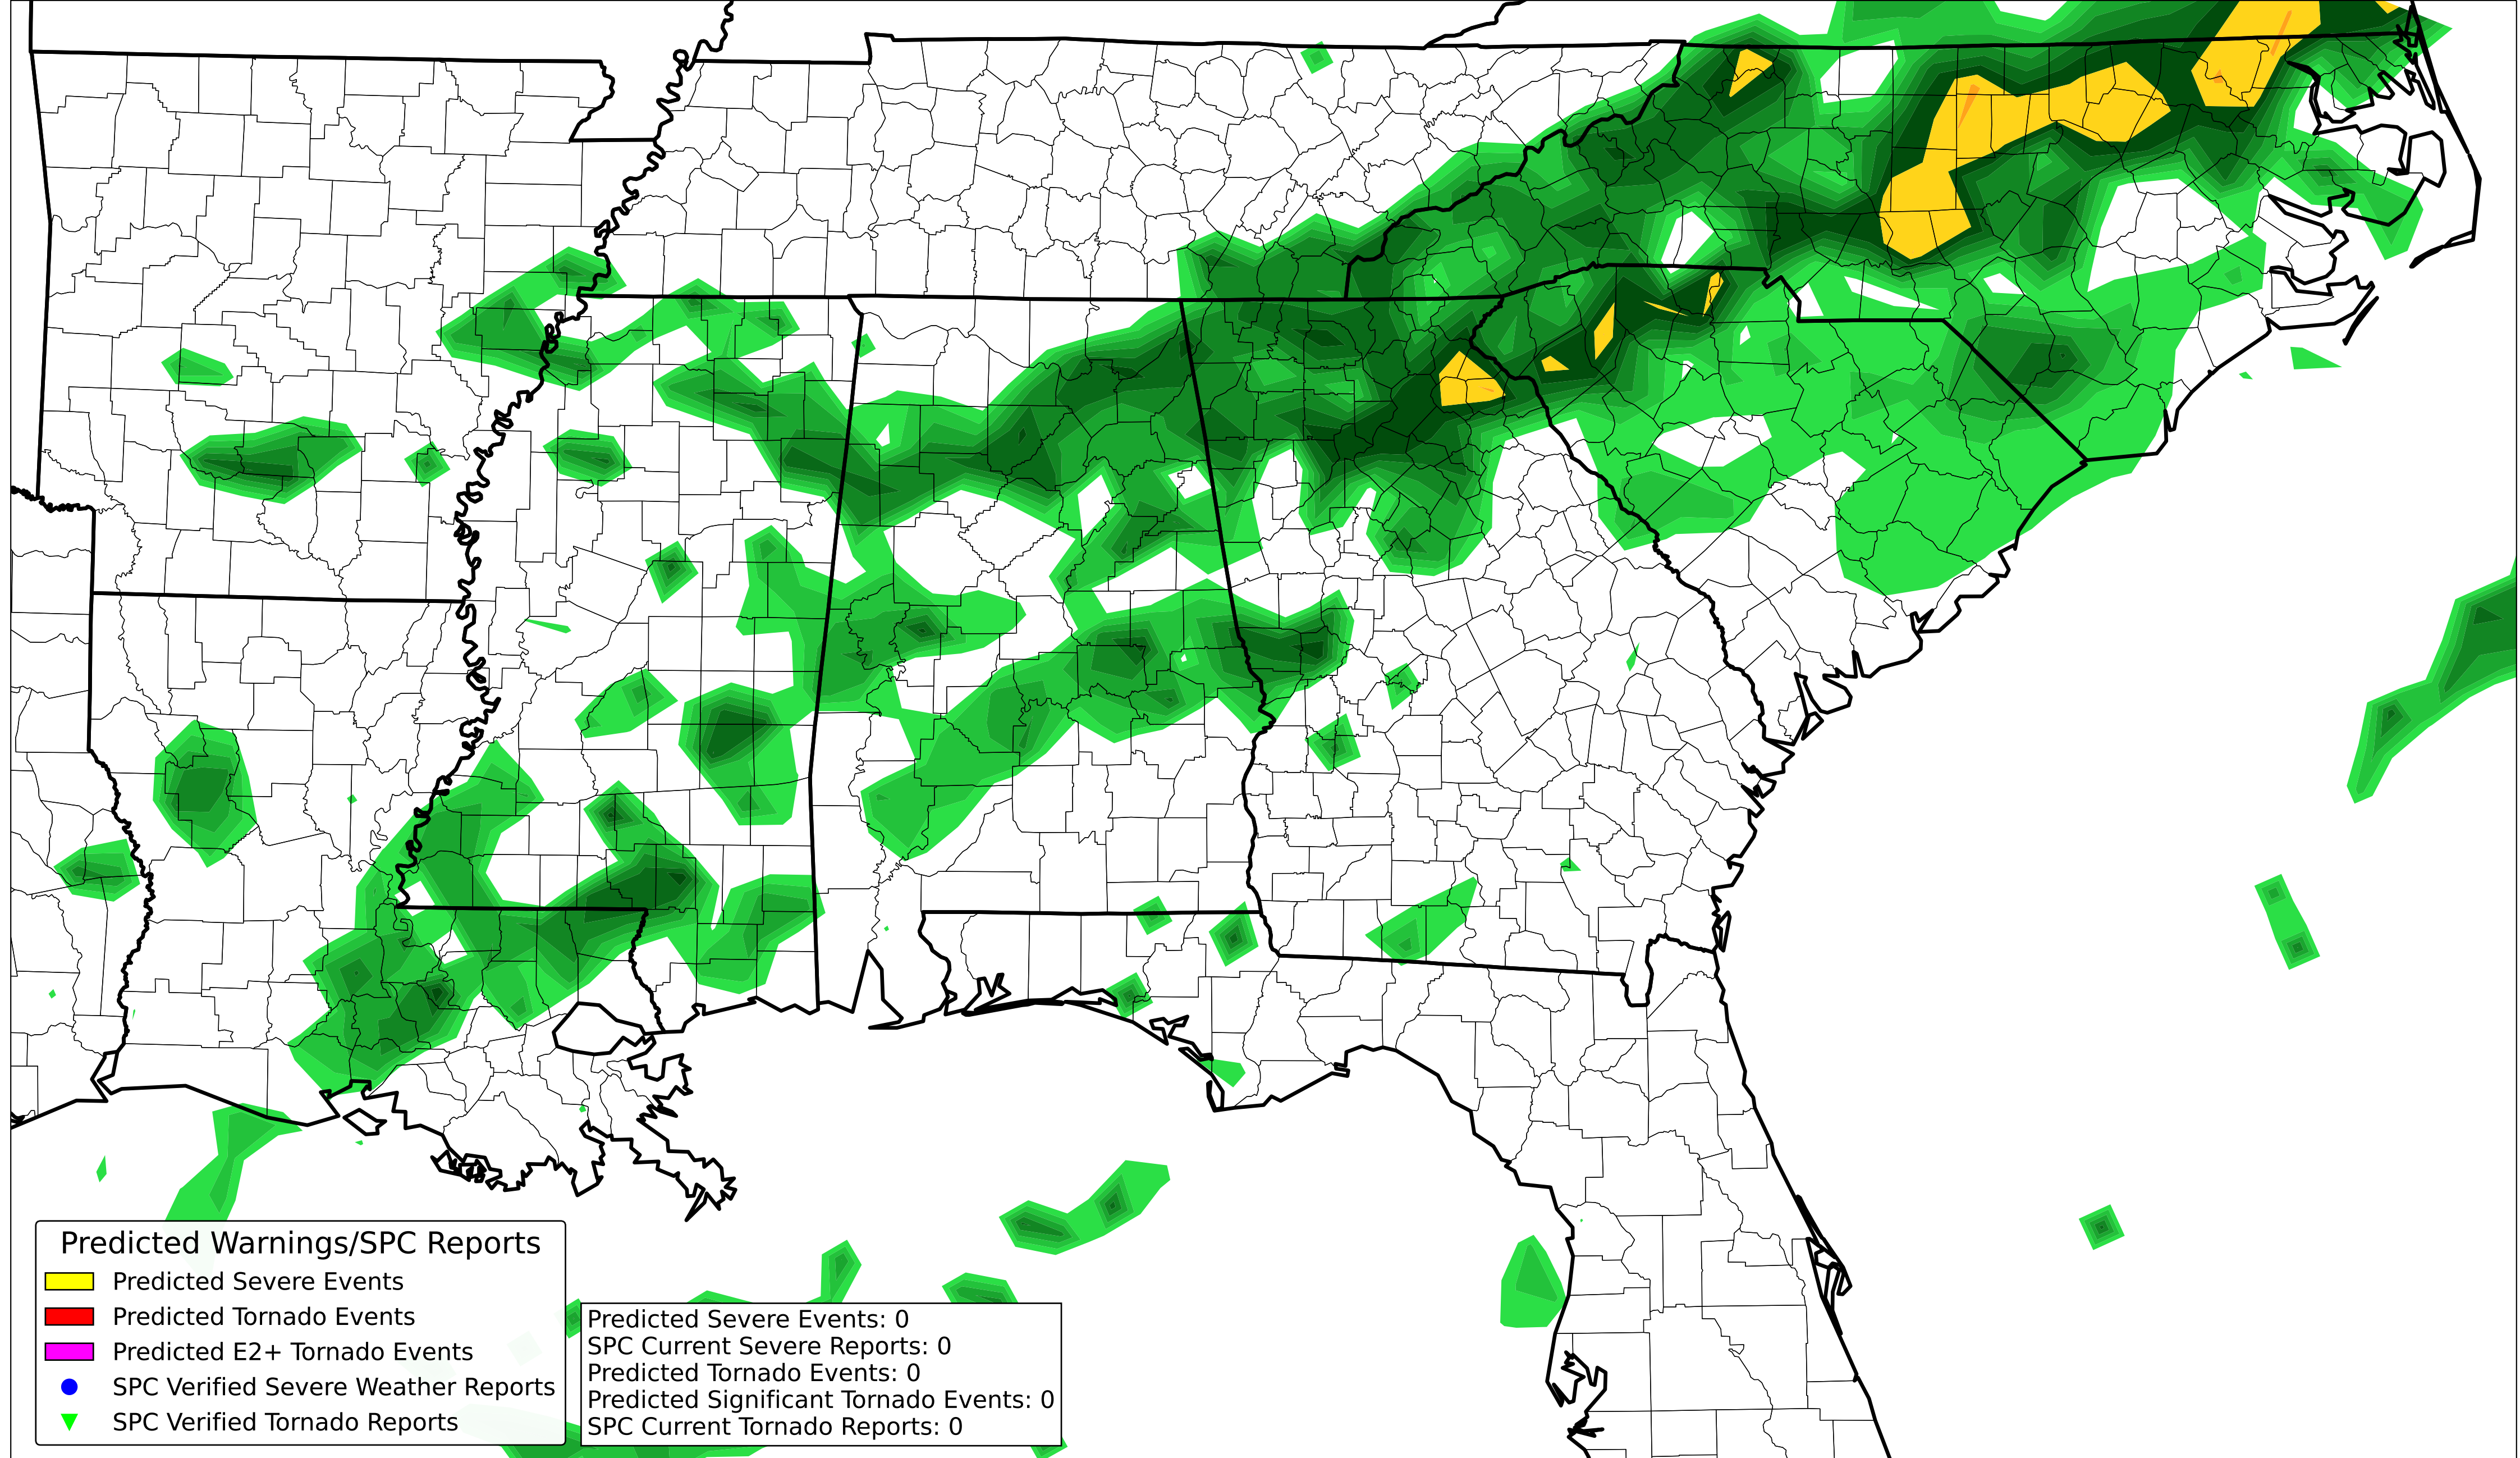 Predicted Warnings/SPC Reports
Predicted Severe Events
Predicted Tornado Events
Predicted E2+ Tornado Events
SPC Verified Severe Weather Reports
SPC Verified Tornado Reports
Predicted Severe Events: 0
SPC Current Severe Reports: 0
Predicted Tornado Events: 0
Predicted Significant Tornado Events: 0
SPC Current Tornado Reports: 0